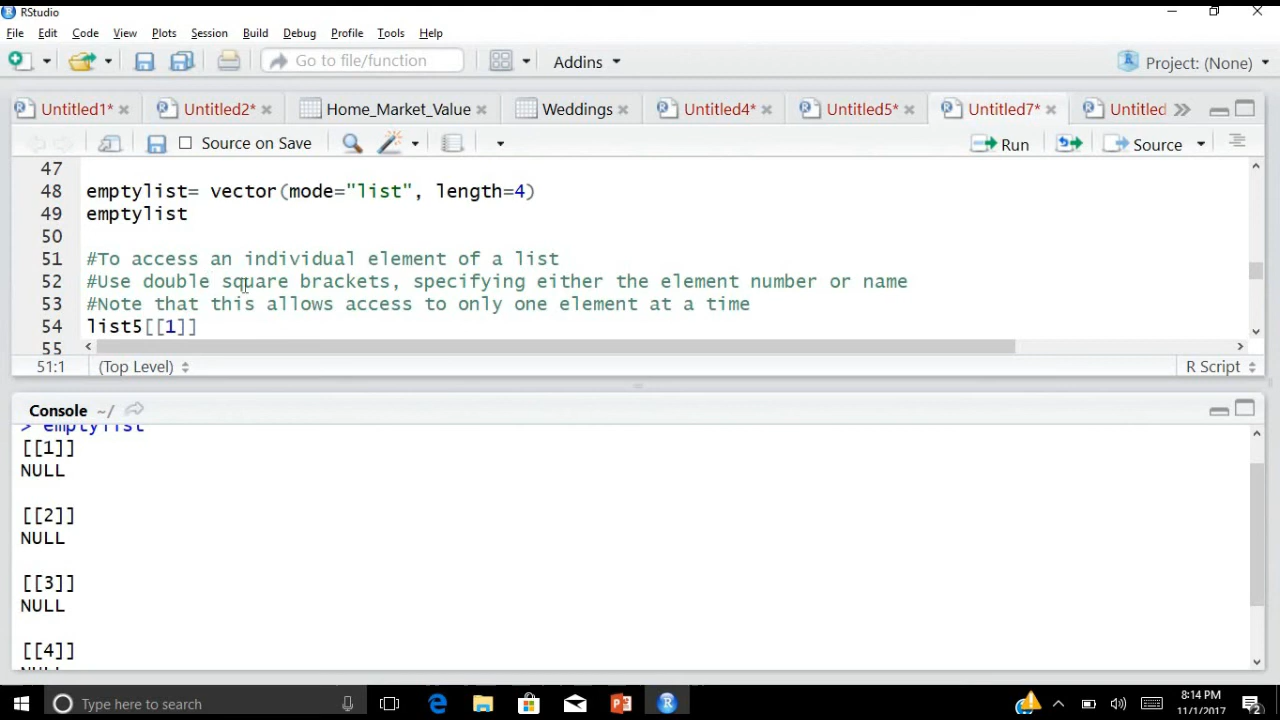 RStudio
File Edit Code View Plots Session Build Debug Profile Tools Help
Go to file/function Addins Project: (None)
Untitled1* Untitled2* Home_Market_Value Weddings Untitled4* Untitled5* Untitled7* Untitled
Source on Save Run Source
47
48 emptylist= vector(mode="list", length=4)
49 emptylist
50
51 #To access an individual element of a list
52 #Use double square brackets, specifying either the element number or name
53 #Note that this allows access to only one element at a time
54 list5[[1]]
55
51:1 (Top Level) R Script
Console ~/
> emptylist
[[1]]
NULL
[[2]]
NULL
[[3]]
NULL
[[4]]
NULL
Type here to search
8:14 PM
11/1/2017
2